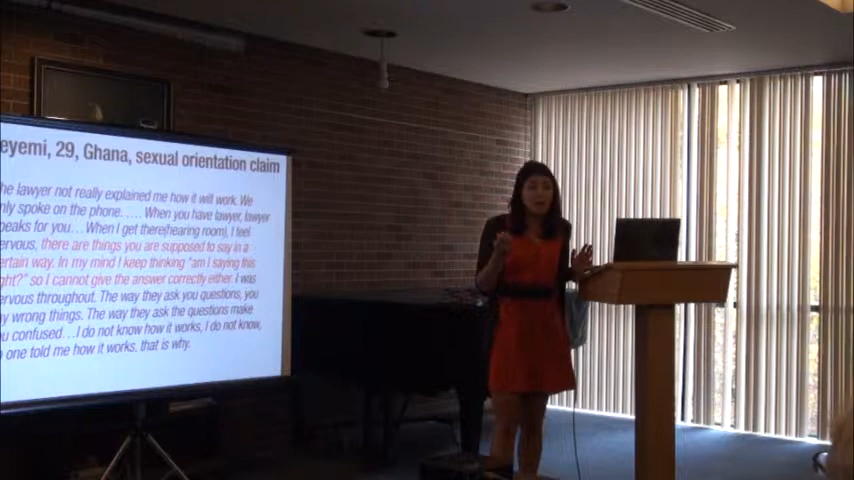 eyemi, 29, Ghana, sexual orientation claim
he lawyer not really explained me how it will work. We
nly spoke on the phone..... When you have lawyer, lawyer
peaks for you...When I get there(hearing room), I feel
ervous, there are things you are supposed to say in a
ertain way. In my mind I keep thinking "am I saying this
ght?" so I cannot give the answer correctly either. I was
ervous throughout. The way they ask you questions, you
ay wrong things. The way they ask the questions make
ou confused!...I do not know how it works, I do not know,
o one told me how it works. that is why.